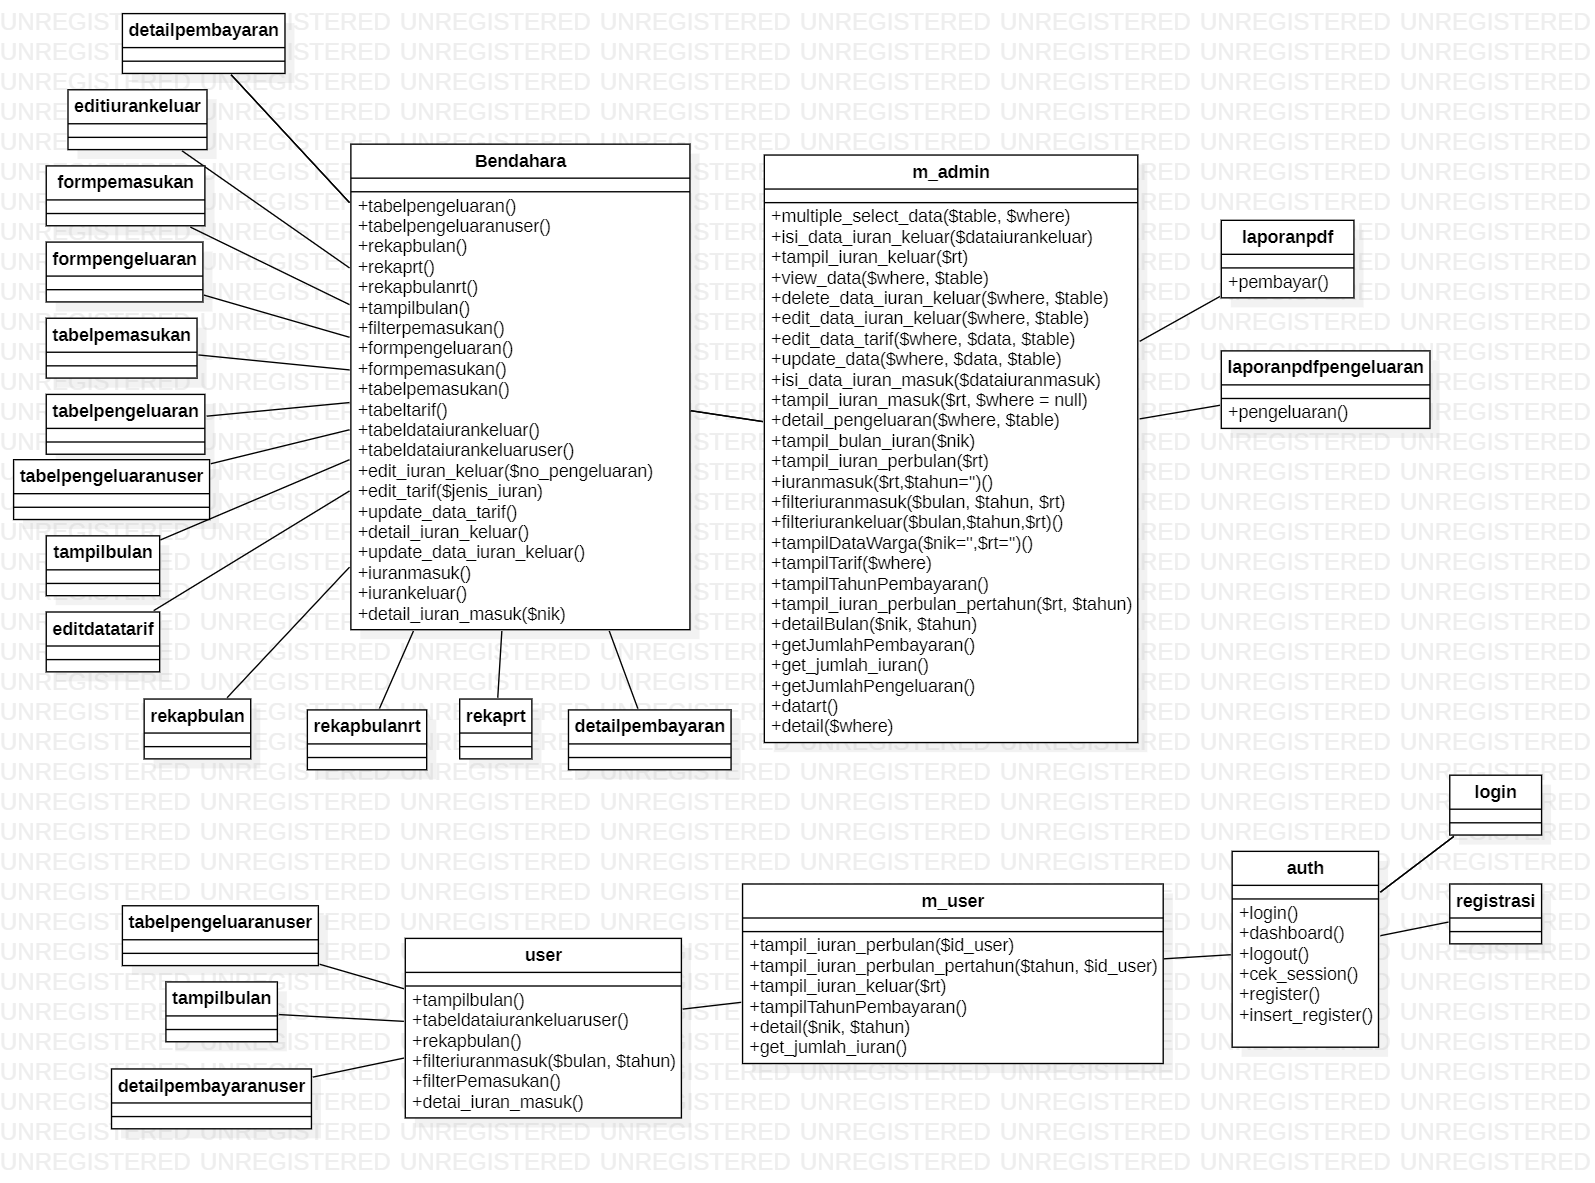 detailpembayaran
editiurankeluar
formpemasukan
formpengeluaran
tabelpemasukan
tabelpengeluaran
tabelpengeluaranuser
tampilbulan
editdatatarif
rekapbulan
rekapbulanrt
rekaprt
detailpembayaran
Bendahara
+tabelpengeluaran()
+tabelpengeluaranuser()
+rekapbulan()
+rekaprt()
+rekapbulanrt()
+tampilbulan()
+filterpemasukan()
+formpengeluaran()
+formpemasukan()
+tabelpemasukan()
+tabeltarif()
+tabeldataiurankeluar()
+tabeldataiurankeluaruser()
+edit_iuran_keluar($no_pengeluaran)
+edit_tarif($jenis_iuran)
+update_data_tarif()
+detail_iuran_keluar()
+update_data_iuran_keluar()
+iuranmasuk()
+iurankeluar()
+detail_iuran_masuk($nik)
m_admin
+multiple_select_data($table, $where)
+isi_data_iuran_keluar($dataiurankeluar)
+tampil_iuran_keluar($rt)
+view_data($where, $table)
+delete_data_iuran_keluar($where, $table)
+edit_data_iuran_keluar($where, $table)
+edit_data_tarif($where, $data, $table)
+update_data($where, $data, $table)
+isi_data_iuran_masuk($dataiuranmasuk)
+tampil_iuran_masuk($rt, $where = null)
+detail_pengeluaran($where, $table)
+tampil_bulan_iuran($nik)
+tampil_iuran_perbulan($rt)
+iuranmasuk($rt,$tahun='')()
+filteriuranmasuk($bulan, $tahun, $rt)
+filteriurankeluar($bulan,$tahun,$rt)()
+tampilDataWarga($nik='',$rt='')()
+tampilTarif($where)
+tampilTahunPembayaran()
+tampil_iuran_perbulan_pertahun($rt, $tahun)
+detailBulan($nik, $tahun)
+getJumlahPembayaran()
+get_jumlah_iuran()
+getJumlahPengeluaran()
+datart()
+detail($where)
laporanpdf
+pembayar()
laporanpdfpengeluaran
+pengeluaran()
login
auth
+login()
+dashboard()
+logout()
+cek_session()
+register()
+insert_register()
registrasi
m_user
+tampil_iuran_perbulan($id_user)
+tampil_iuran_perbulan_pertahun($tahun, $id_user)
+tampil_iuran_keluar($rt)
+tampilTahunPembayaran()
+detail($nik, $tahun)
+get_jumlah_iuran()
user
+tampilbulan()
+tabeldataiurankeluaruser()
+rekapbulan()
+filteriuranmasuk($bulan, $tahun)
+filterPemasukan()
+detai_iuran_masuk()
tabelpengeluaranuser
tampilbulan
detailpembayaranuser
UNREGISTERED